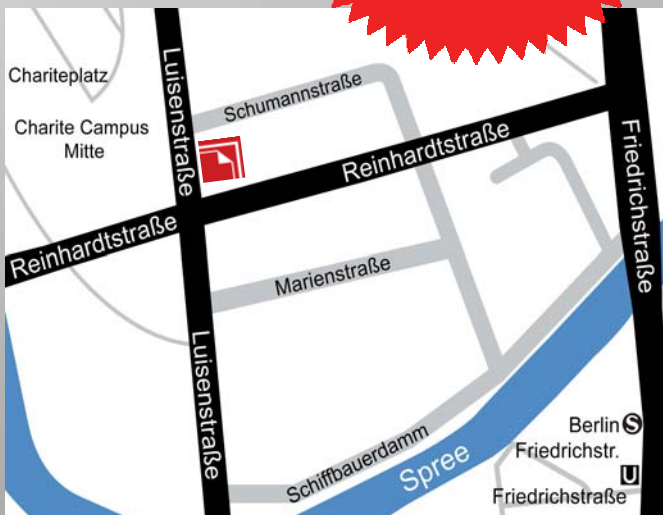 Luisenstraße
Chariteplatz
Schumannstraße
Charite Campus
Mitte
Reinhardtstraße
Friedrichstraße
Reinhardtstraße
Marienstraße
Luisenstraße
Schiffbauerdamm
Spree
Berlin S
Friedrichstr.
U
Friedrichstraße